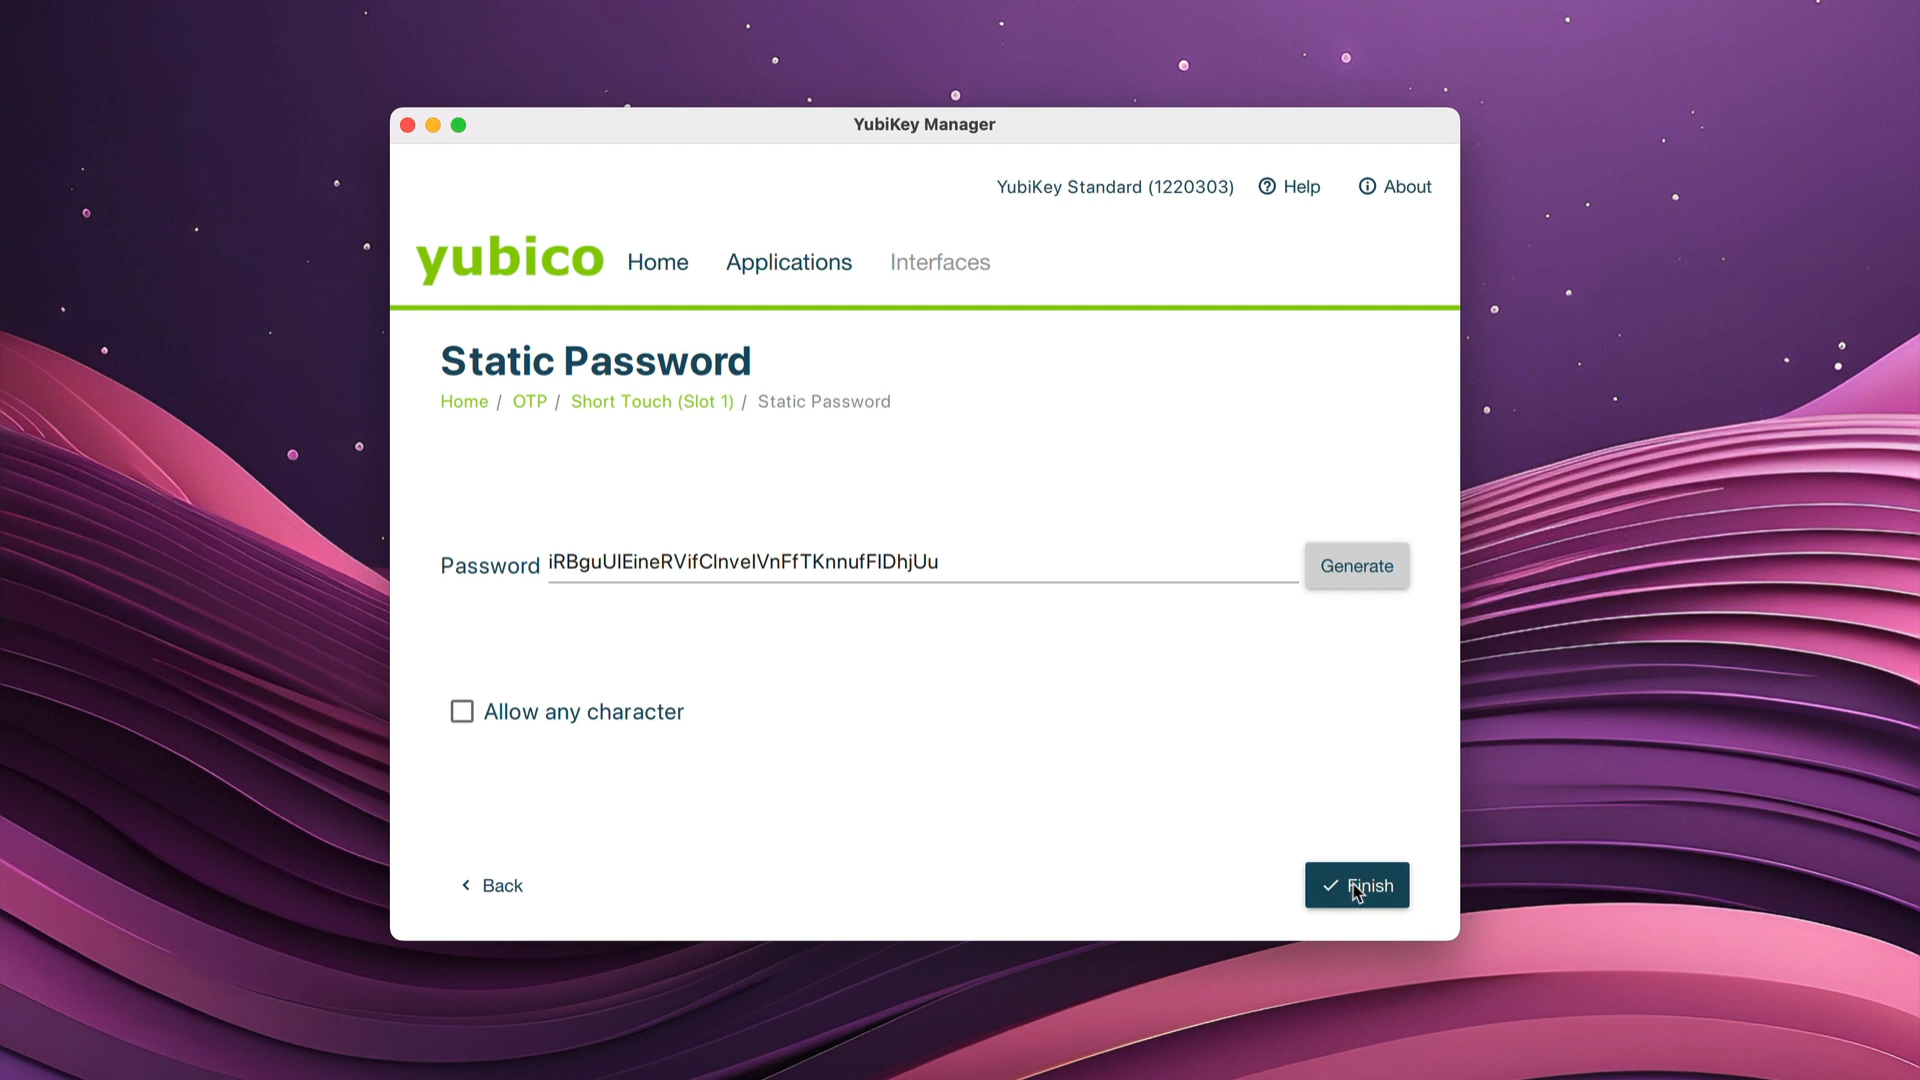 YubiKey Manager
YubiKey Standard (1220303)
Help
About
yubico
Home
Applications
Interfaces
Static Password
Home / OTP / Short Touch (Slot 1) / Static Password
Password
iRBguUIEineRVifClnvelVnFfTKnnufFIDhjUu
Generate
Allow any character
Back
Finish